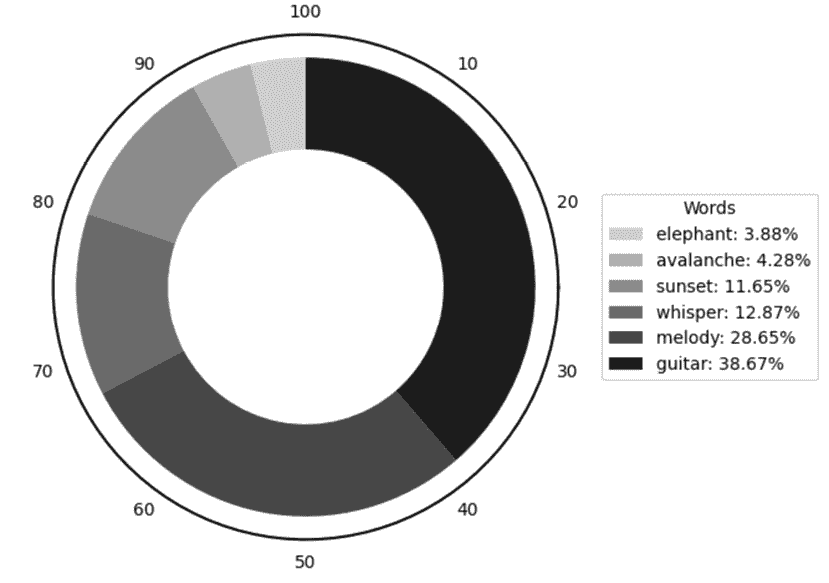 100
90
10
80
20
70
30
60
40
50
Words
elephant: 3.88%
avalanche: 4.28%
sunset: 11.65%
whisper: 12.87%
melody: 28.65%
guitar: 38.67%